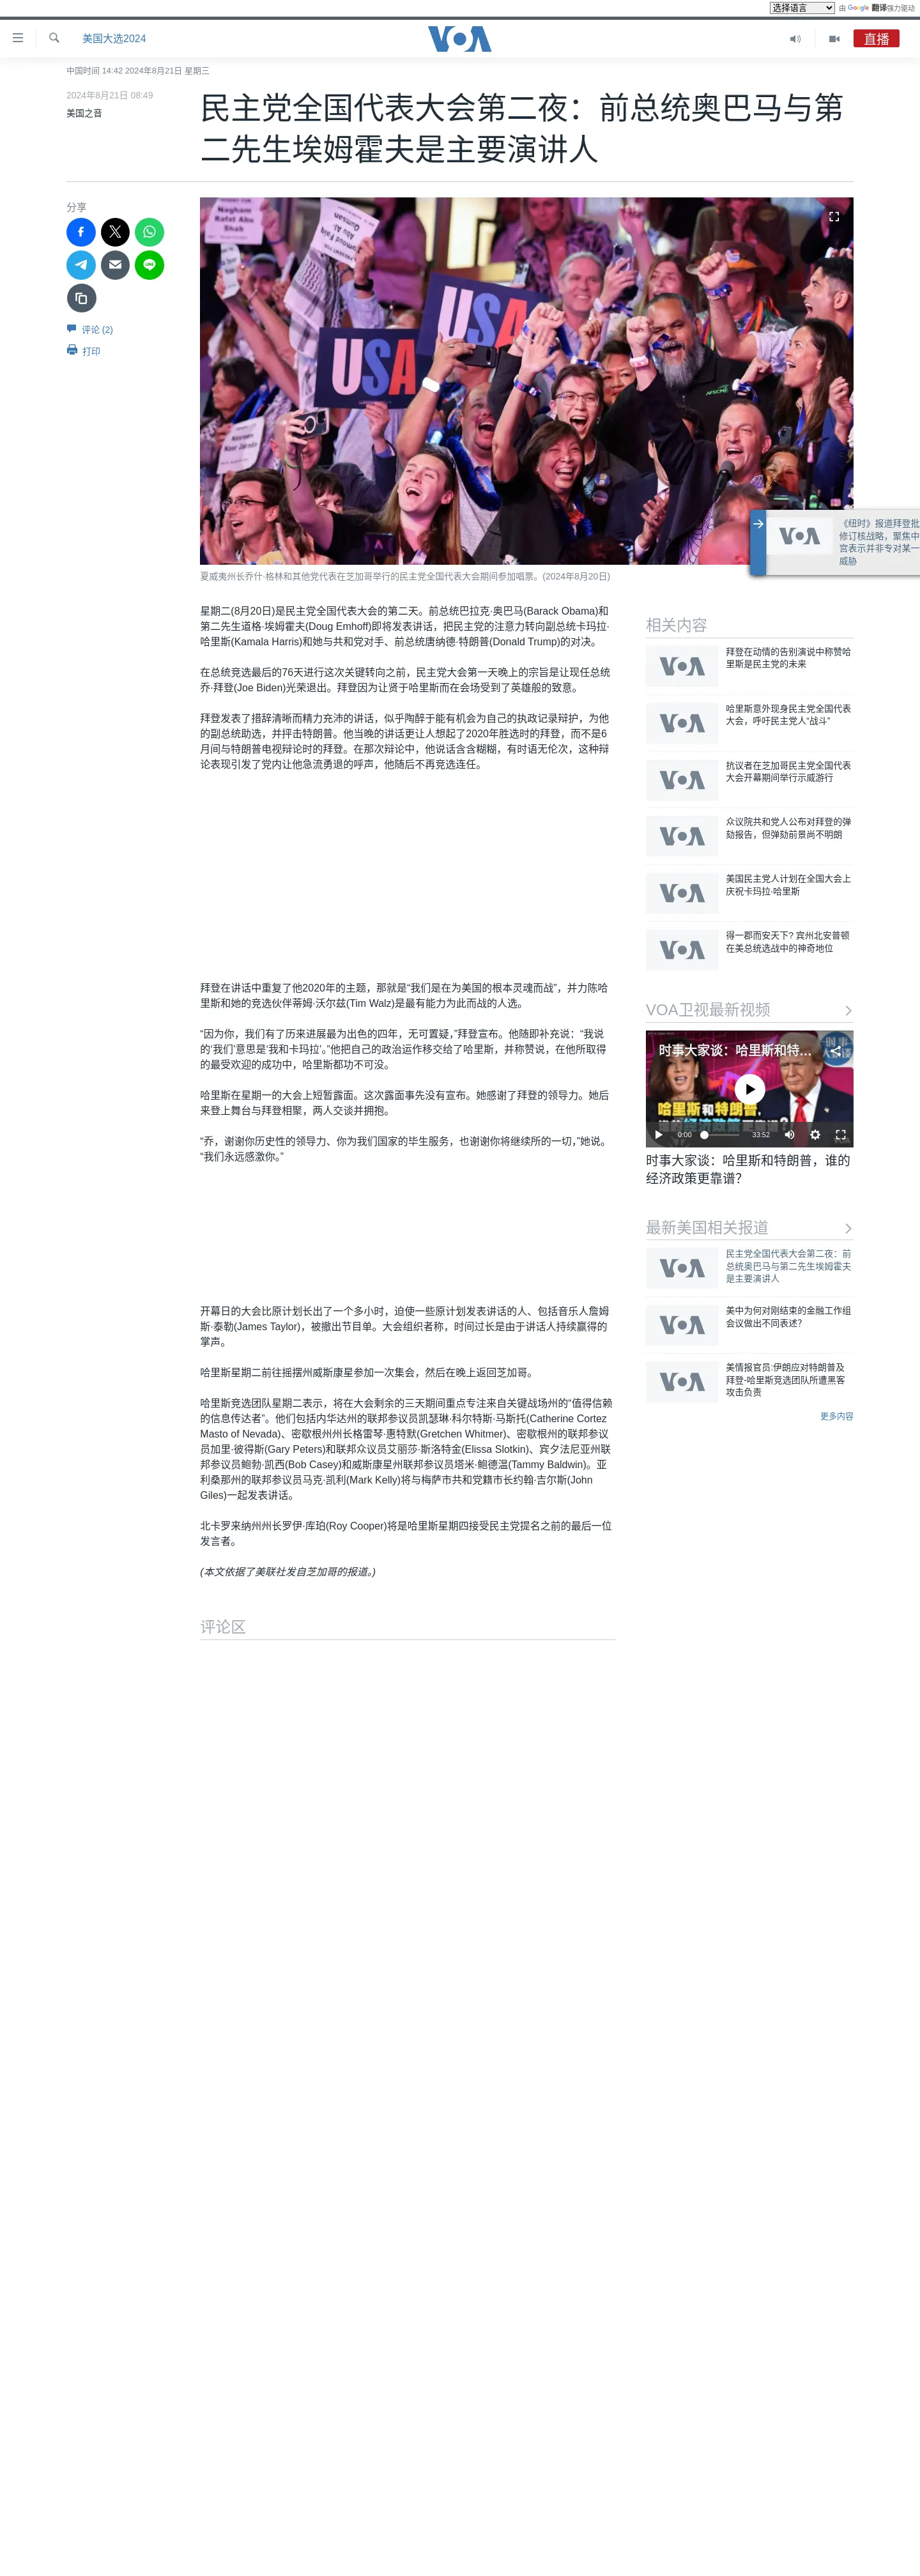 选择语言 由 Google 翻译强力驱动
美国大选2024
VOA
直播
中国时间 14:42 2024年8月21日 星期三
2024年8月21日 08:49
美国之音
民主党全国代表大会第二夜：前总统奥巴马与第
二先生埃姆霍夫是主要演讲人
分享
评论 (2)
打印
USA
USA
AFSCME
夏威夷州长乔什·格林和其他党代表在芝加哥举行的民主党全国代表大会期间参加唱票。(2024年8月20日)
VOA
《纽时》报道拜登批
修订核战略，聚焦中
宫表示并非专对某一
威胁
星期二(8月20日)是民主党全国代表大会的第二天。前总统巴拉克·奥巴马(Barack Obama)和
第二先生道格·埃姆霍夫(Doug Emhoff)即将发表讲话，把民主党的注意力转向副总统卡玛拉·
哈里斯(Kamala Harris)和她与共和党对手、前总统唐纳德·特朗普(Donald Trump)的对决。
在总统竞选最后的76天进行这次关键转向之前，民主党大会第一天晚上的宗旨是让现任总统
乔·拜登(Joe Biden)光荣退出。拜登因为让贤于哈里斯而在会场受到了英雄般的致意。
拜登发表了措辞清晰而精力充沛的讲话，似乎陶醉于能有机会为自己的执政记录辩护，为他
的副总统助选，并抨击特朗普。他当晚的讲话更让人想起了2020年胜选时的拜登，而不是6
月间与特朗普电视辩论时的拜登。在那次辩论中，他说话含含糊糊，有时语无伦次，这种辩
论表现引发了党内让他急流勇退的呼声，他随后不再竞选连任。
拜登在讲话中重复了他2020年的主题，那就是“我们是在为美国的根本灵魂而战”，并力陈哈
里斯和她的竞选伙伴蒂姆·沃尔兹(Tim Walz)是最有能力为此而战的人选。
“因为你，我们有了历来进展最为出色的四年，无可置疑，”拜登宣布。他随即补充说：“我说
的‘我们’意思是‘我和卡玛拉’。”他把自己的政治运作移交给了哈里斯，并称赞说，在他所取得
的最受欢迎的成功中，哈里斯都功不可没。
哈里斯在星期一的大会上短暂露面。这次露面事先没有宣布。她感谢了拜登的领导力。她后
来登上舞台与拜登相聚，两人交谈并拥抱。
“乔，谢谢你历史性的领导力、你为我们国家的毕生服务，也谢谢你将继续所的一切，”她说。
“我们永远感激你。”
开幕日的大会比原计划长出了一个多小时，迫使一些原计划发表讲话的人、包括音乐人詹姆
斯·泰勒(James Taylor)，被撤出节目单。大会组织者称，时间过长是由于讲话人持续赢得的
掌声。
哈里斯星期二前往摇摆州威斯康星参加一次集会，然后在晚上返回芝加哥。
哈里斯竞选团队星期二表示，将在大会剩余的三天期间重点专注来自关键战场州的“值得信赖
的信息传达者”。他们包括内华达州的联邦参议员凯瑟琳·科尔特斯·马斯托(Catherine Cortez
Masto of Nevada)、密歇根州州长格雷琴·惠特默(Gretchen Whitmer)、密歇根州的联邦参议
员加里·彼得斯(Gary Peters)和联邦众议员艾丽莎·斯洛特金(Elissa Slotkin)、宾夕法尼亚州联
邦参议员鲍勃·凯西(Bob Casey)和威斯康星州联邦参议员塔米·鲍德温(Tammy Baldwin)。亚
利桑那州的联邦参议员马克·凯利(Mark Kelly)将与梅萨市共和党籍市长约翰·吉尔斯(John
Giles)一起发表讲话。
北卡罗来纳州州长罗伊·库珀(Roy Cooper)将是哈里斯星期四接受民主党提名之前的最后一位
发言者。
(本文依据了美联社发自芝加哥的报道。)
评论区
相关内容
VOA
拜登在动情的告别演说中称赞哈
里斯是民主党的未来
VOA
哈里斯意外现身民主党全国代表
大会，呼吁民主党人“战斗”
VOA
抗议者在芝加哥民主党全国代表
大会开幕期间举行示威游行
VOA
众议院共和党人公布对拜登的弹
劾报告，但弹劾前景尚不明朗
VOA
美国民主党人计划在全国大会上
庆祝卡玛拉·哈里斯
VOA
得一郡而安天下? 宾州北安普顿
在美总统选战中的神奇地位
VOA卫视最新视频
时事大家谈：哈里斯和特…
哈里斯和特朗普，
0:00 33:52
时事大家谈：哈里斯和特朗普，谁的
经济政策更靠谱？
最新美国相关报道
VOA
民主党全国代表大会第二夜：前
总统奥巴马与第二先生埃姆霍夫
是主要演讲人
VOA
美中为何对刚结束的金融工作组
会议做出不同表述？
VOA
美情报官员:伊朗应对特朗普及
拜登-哈里斯竞选团队所遭黑客
攻击负责
更多内容